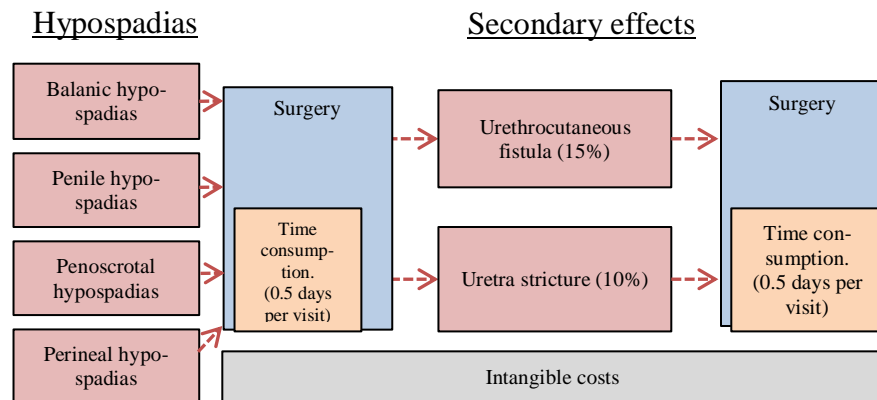 Hypospadias
Secondary effects
Balanic hypo-
spadias
Penile hypo-
spadias
Penoscrotal
hypospadias
Perineal hypo-
spadias
Surgery
Time
consump-
tion.
(0.5 days
per visit)
Urethrocutaneous
fistula (15%)
Uretra stricture (10%)
Surgery
Time con-
sumption.
(0.5 days per
visit)
Intangible costs